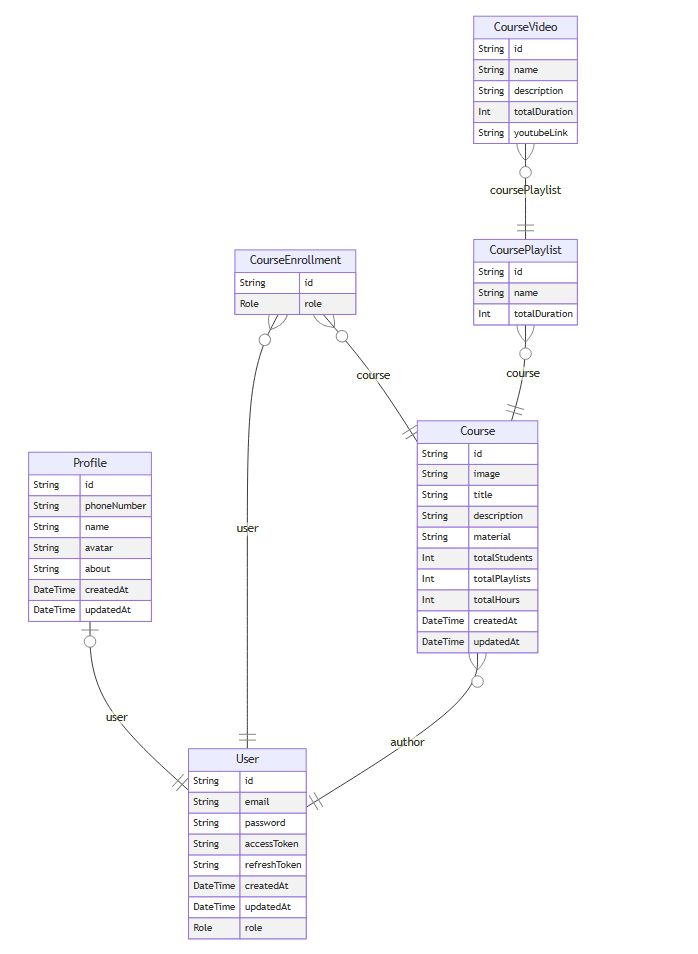 CourseVideo
String id
String name
String description
Int totalDuration
String youtubeLink
coursePlaylist
CoursePlaylist
String id
String name
Int totalDuration
course
CourseEnrollment
String id
Role role
course
user
Course
String id
String image
String title
String description
String material
Int totalStudents
Int totalPlaylists
Int totalHours
DateTime createdAt
DateTime updatedAt
author
Profile
String id
String phoneNumber
String name
String avatar
String about
DateTime createdAt
DateTime updatedAt
user
User
String id
String email
String password
String accessToken
String refreshToken
DateTime createdAt
DateTime updatedAt
Role role